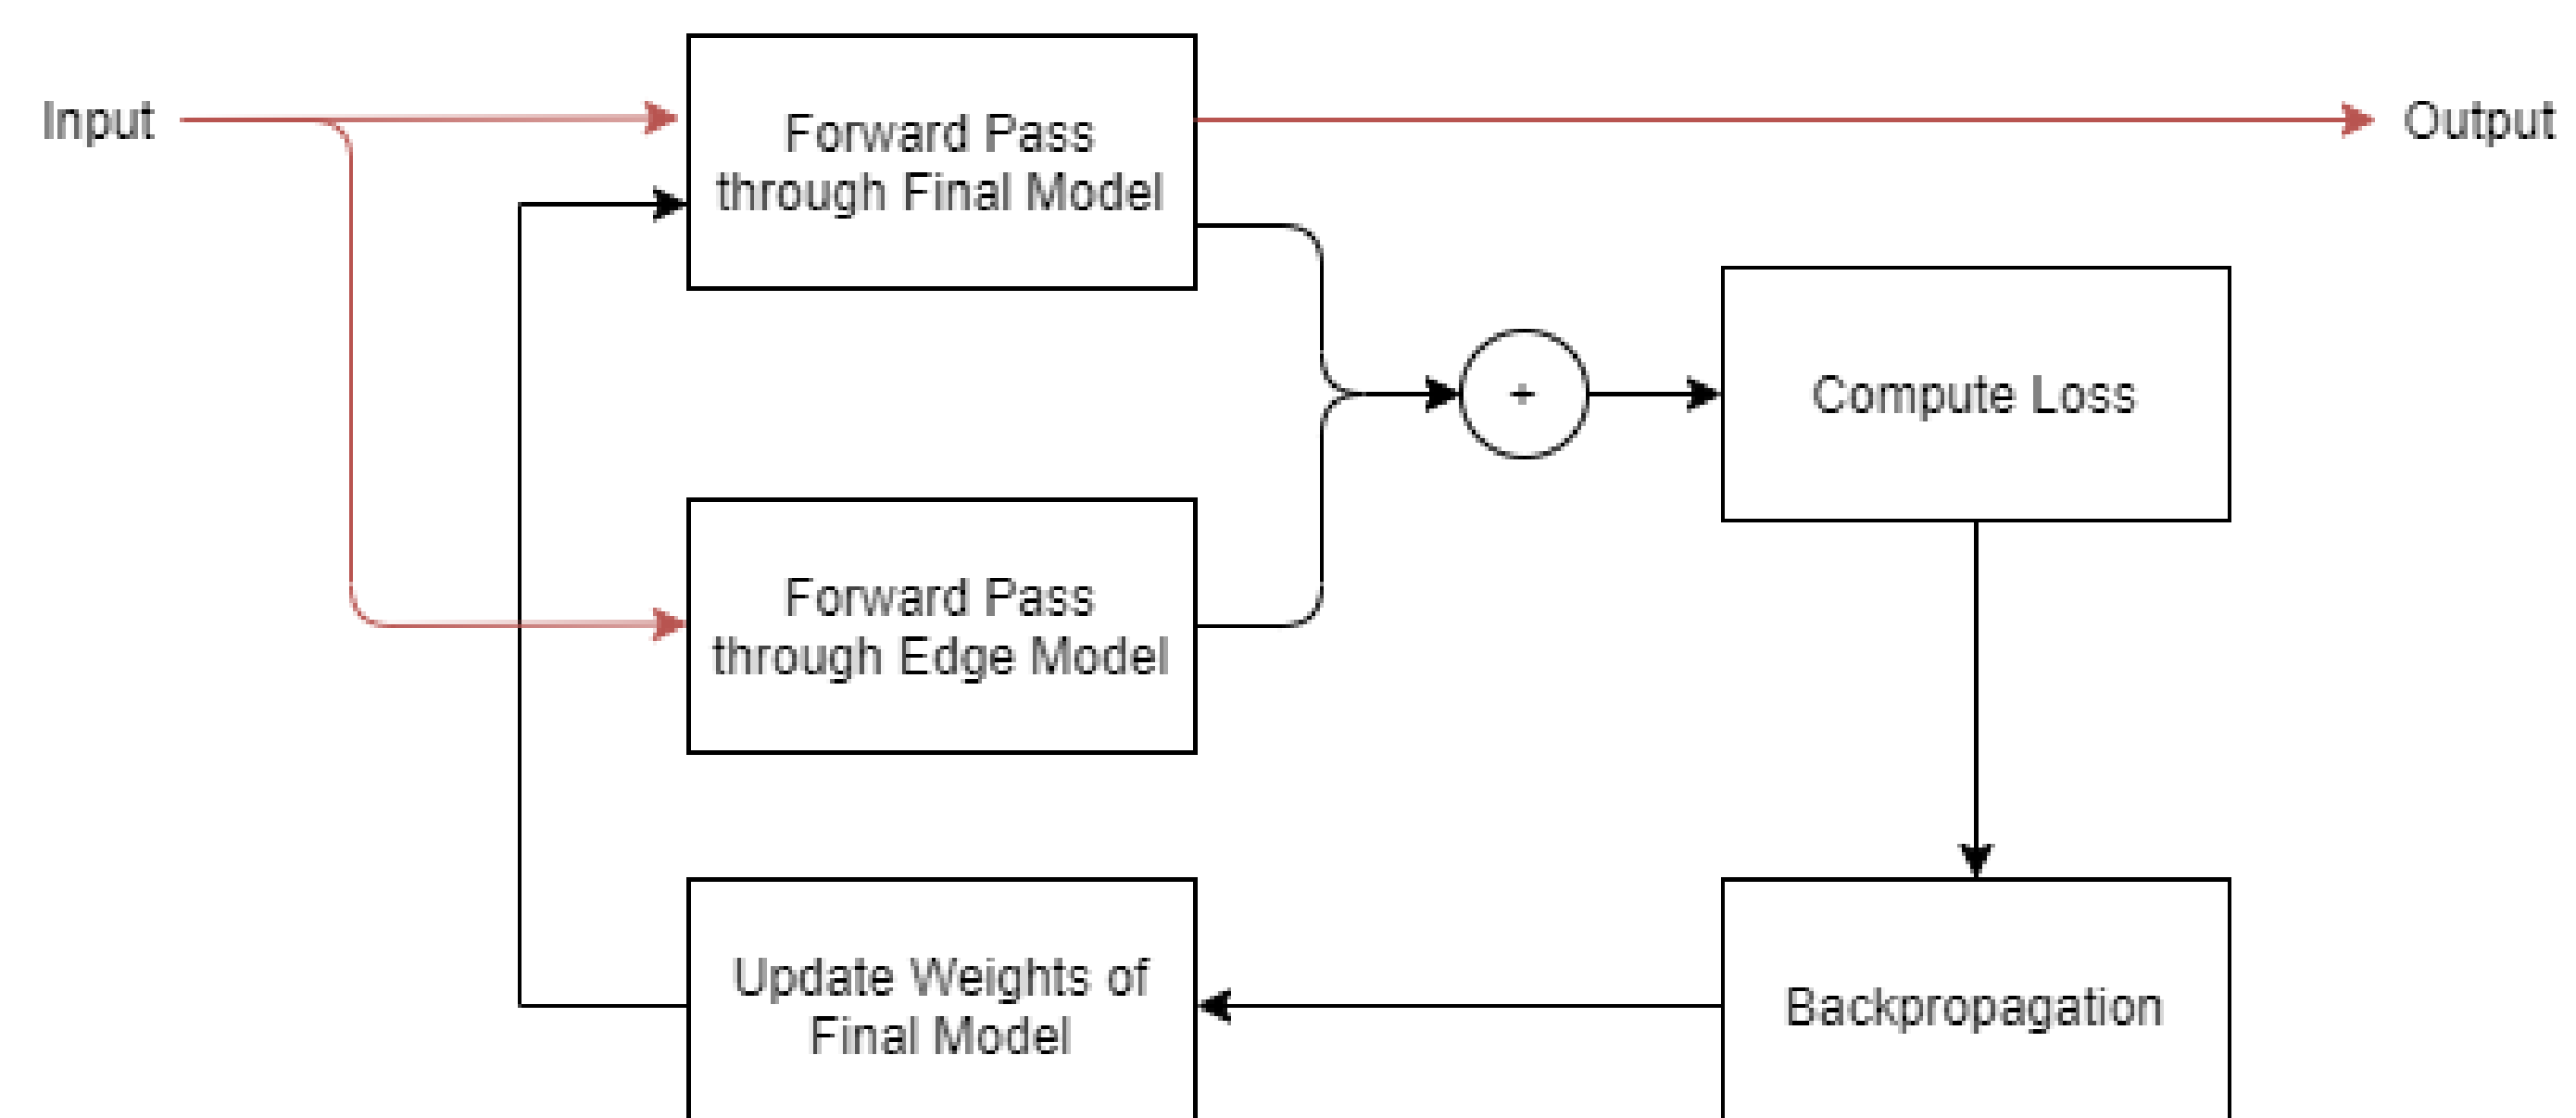 Input
Forward Pass
through Final Model
Output
+
Compute Loss
Forward Pass
through Edge Model
Update Weights of
Final Model
Backpropagation